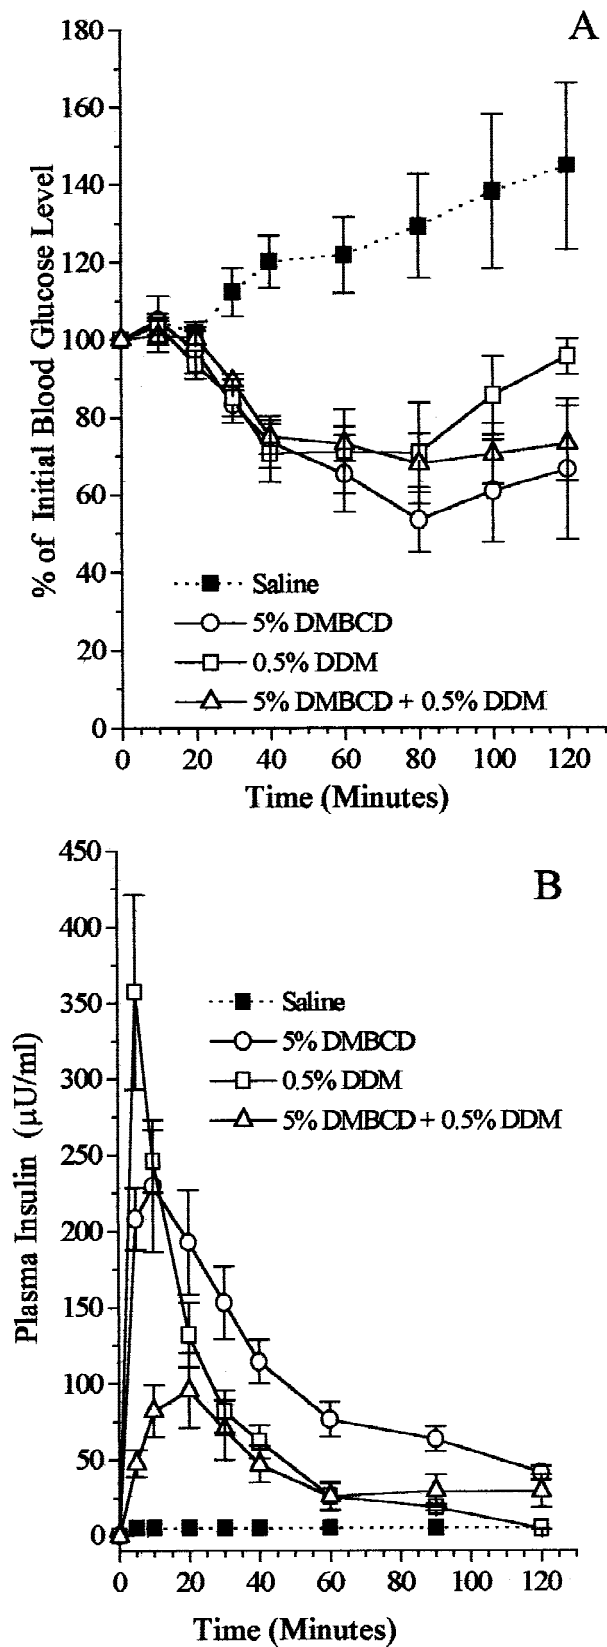 A
180
160
140
120
100
80
60
40
20
0
% of Initial Blood Glucose Level
Saline
5% DMBCD
0.5% DDM
5% DMBCD + 0.5% DDM
0 20 40 60 80 100 120
Time (Minutes)
B
450
400
350
300
250
200
150
100
50
0
Plasma Insulin (μU/ml)
Saline
5% DMBCD
0.5% DDM
5% DMBCD + 0.5% DDM
0 20 40 60 80 100 120
Time (Minutes)